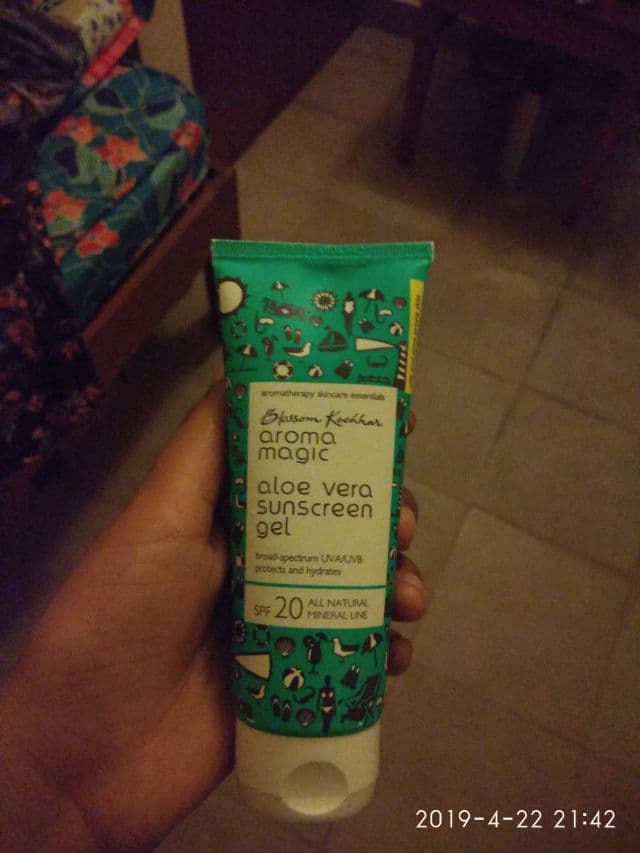 aromatherapy skincare essentials
Blossom Kochhar
aroma
magic
aloe vera
sunscreen
gel
broad-spectrum UVA/UVB
protects and hydrates
SPF 20 ALL NATURAL
MINERAL LINE
2019-4-22 21:42